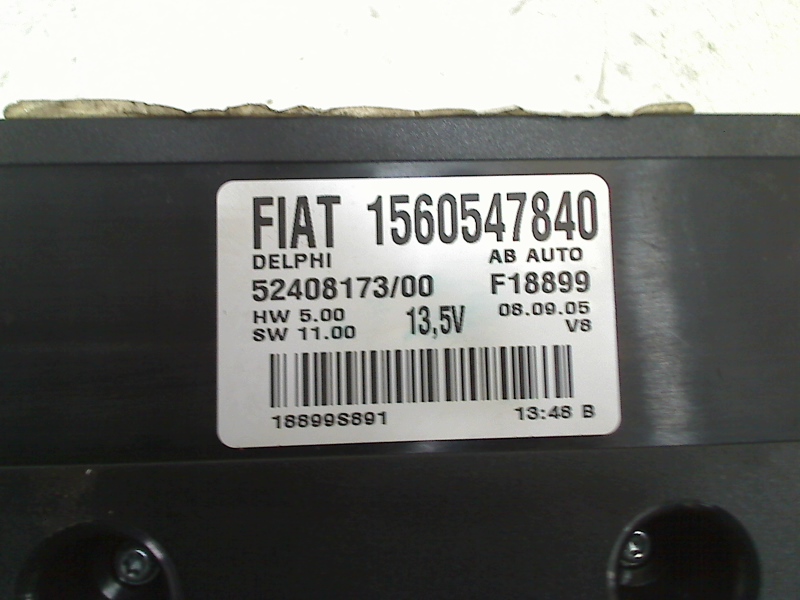 FIAT 1560547840
DELPHI AB AUTO
52408173/00 F18899
HW 5.00 13,5V 08.09.05
SW 11.00 V8
18899S891 13:48 B